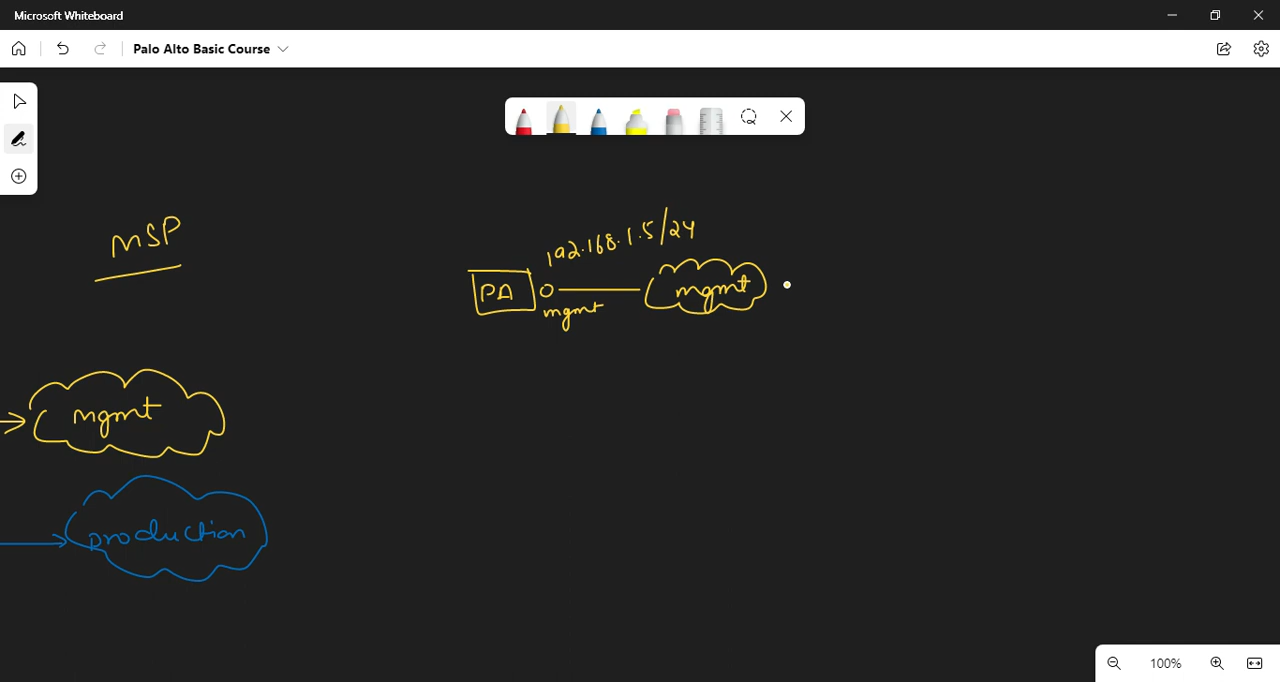 Microsoft Whiteboard
Palo Alto Basic Course
MSP
192.168.1.5/24
PA
mgmt
mgmt
mgmt
production
100%